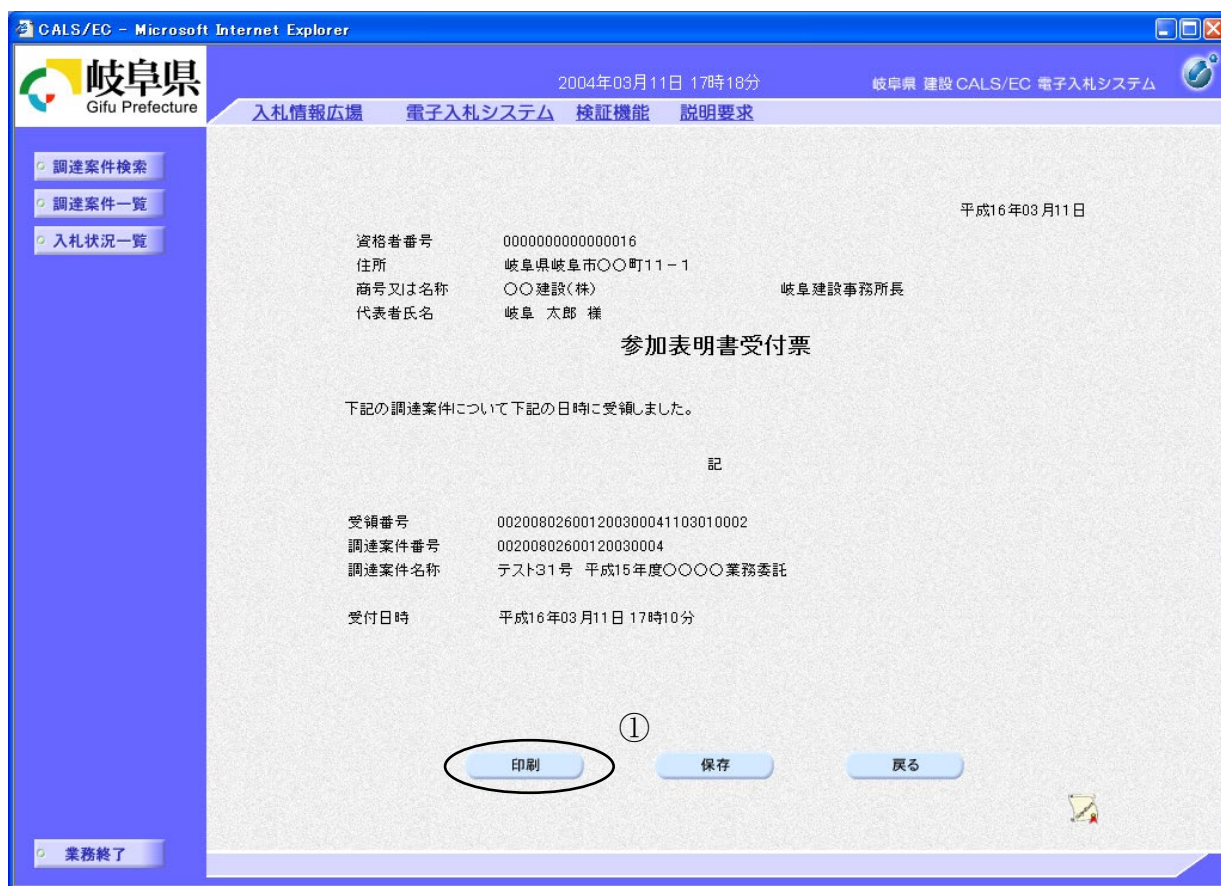 CALS/EC - Microsoft Internet Explorer
岐阜県
Gifu Prefecture
2004年03月11日 17時18分
岐阜県 建設CALS/EC 電子入札システム
入札情報広場 電子入札システム 検証機能 説明要求
調達案件検索
調達案件一覧
入札状況一覧
平成16年03月11日
資格者番号 0000000000000016
住所 岐阜県岐阜市〇〇町11-1
商号又は名称 〇〇建設(株) 岐阜建設事務所長
代表者氏名 岐阜 太郎 様
参加表明書受付票
下記の調達案件について下記の日時に受領しました。
記
受領番号 002008026001200300041103010002
調達案件番号 00200802600120030004
調達案件名称 テスト31号 平成15年度〇〇〇〇業務委託
受付日時 平成16年03月11日 17時10分
①
印刷 保存 戻る
業務終了